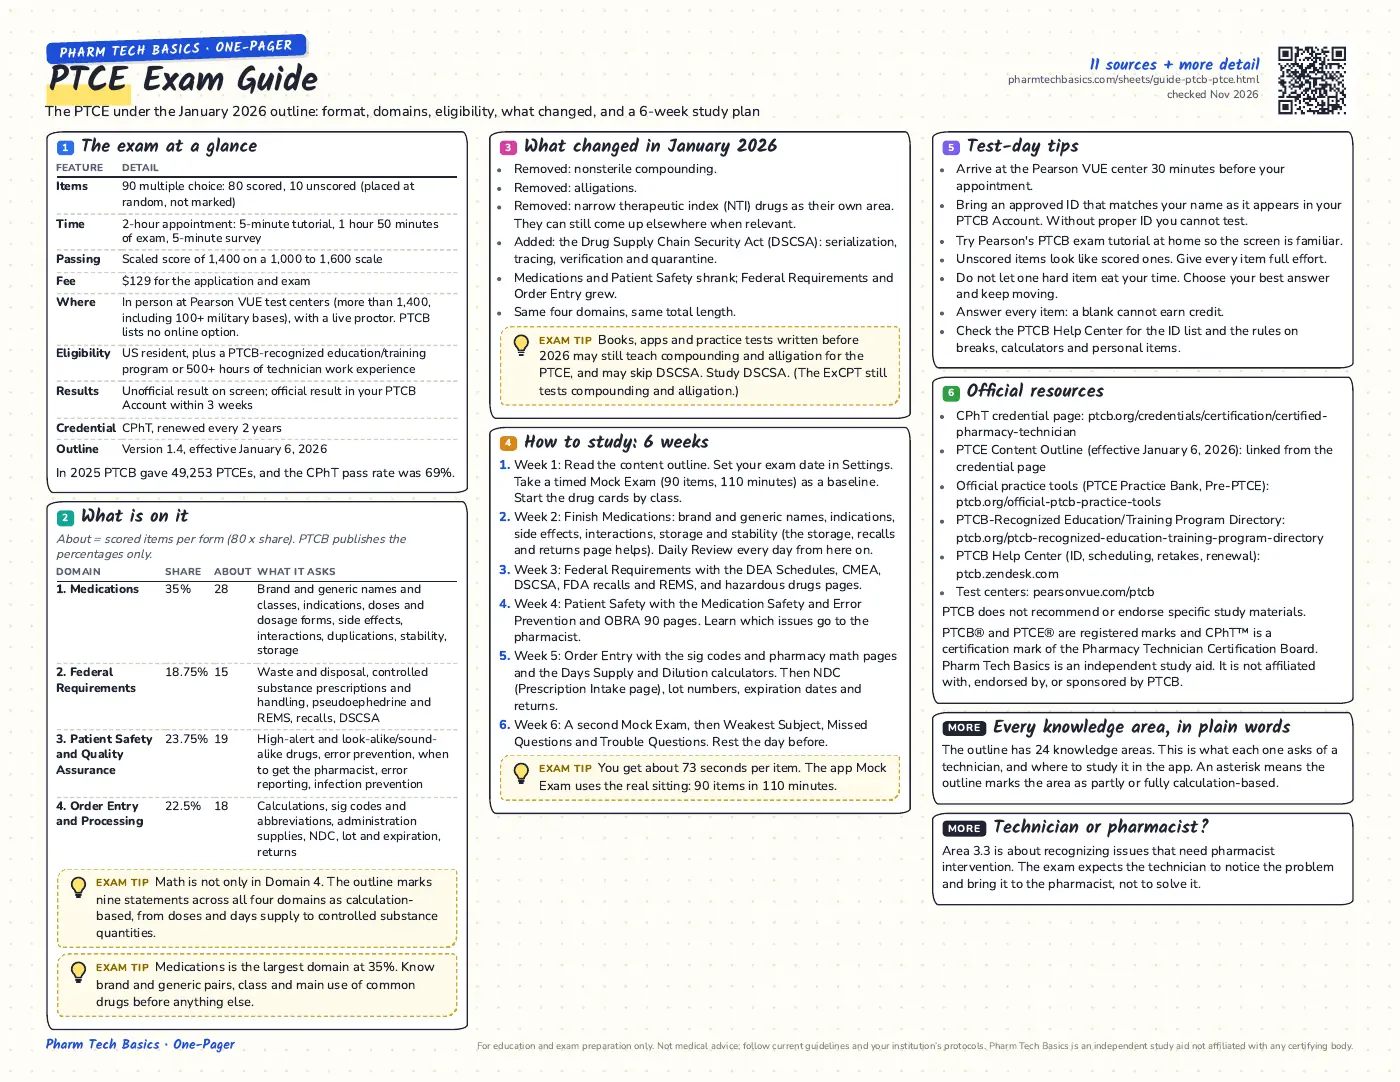 PHARM TECH BASICS · ONE-PAGER
PTCE Exam Guide
The PTCE under the January 2026 outline: format, domains, eligibility, what changed, and a 6-week study plan
11 sources + more detail
pharmtechbasics.com/sheets/guide-ptcb-ptce.html
checked Nov 2026
1 The exam at a glance
FEATURE DETAIL
Items 90 multiple choice: 80 scored, 10 unscored (placed at
random, not marked)
Time 2-hour appointment: 5-minute tutorial, 1 hour 50 minutes
of exam, 5-minute survey
Passing Scaled score of 1,400 on a 1,000 to 1,600 scale
Fee $129 for the application and exam
Where In person at Pearson VUE test centers (more than 1,400,
including 100+ military bases), with a live proctor. PTCB
lists no online option.
Eligibility US resident, plus a PTCB-recognized education/training
program or 500+ hours of technician work experience
Results Unofficial result on screen; official result in your PTCB
Account within 3 weeks
Credential CPhT, renewed every 2 years
Outline Version 1.4, effective January 6, 2026
In 2025 PTCB gave 49,253 PTCEs, and the CPhT pass rate was 69%.
2 What is on it
About = scored items per form (80 x share). PTCB publishes the
percentages only.
DOMAIN SHARE ABOUT WHAT IT ASKS
1. Medications 35% 28 Brand and generic names and
classes, indications, doses and
dosage forms, side effects,
interactions, duplications, stability,
storage
2. Federal 18.75% 15 Waste and disposal, controlled
Requirements substance prescriptions and
handling, pseudoephedrine and
REMS, recalls, DSCSA
3. Patient Safety 23.75% 19 High-alert and look-alike/sound-
and Quality alike drugs, error prevention, when
Assurance to get the pharmacist, error
reporting, infection prevention
4. Order Entry 22.5% 18 Calculations, sig codes and
and Processing abbreviations, administration
supplies, NDC, lot and expiration,
returns
EXAM TIP Math is not only in Domain 4. The outline marks
nine statements across all four domains as calculation-
based, from doses and days supply to controlled substance
quantities.
EXAM TIP Medications is the largest domain at 35%. Know
brand and generic pairs, class and main use of common
drugs before anything else.
3 What changed in January 2026
• Removed: nonsterile compounding.
• Removed: alligations.
• Removed: narrow therapeutic index (NTI) drugs as their own area.
They can still come up elsewhere when relevant.
• Added: the Drug Supply Chain Security Act (DSCSA): serialization,
tracing, verification and quarantine.
• Medications and Patient Safety shrank; Federal Requirements and
Order Entry grew.
• Same four domains, same total length.
EXAM TIP Books, apps and practice tests written before
2026 may still teach compounding and alligation for the
PTCE, and may skip DSCSA. Study DSCSA. (The ExCPT still
tests compounding and alligation.)
4 How to study: 6 weeks
1. Week 1: Read the content outline. Set your exam date in Settings.
Take a timed Mock Exam (90 items, 110 minutes) as a baseline.
Start the drug cards by class.
2. Week 2: Finish Medications: brand and generic names, indications,
side effects, interactions, storage and stability (the storage, recalls
and returns page helps). Daily Review every day from here on.
3. Week 3: Federal Requirements with the DEA Schedules, CMEA,
DSCSA, FDA recalls and REMS, and hazardous drugs pages.
4. Week 4: Patient Safety with the Medication Safety and Error
Prevention and OBRA 90 pages. Learn which issues go to the
pharmacist.
5. Week 5: Order Entry with the sig codes and pharmacy math pages
and the Days Supply and Dilution calculators. Then NDC
(Prescription Intake page), lot numbers, expiration dates and
returns.
6. Week 6: A second Mock Exam, then Weakest Subject, Missed
Questions and Trouble Questions. Rest the day before.
EXAM TIP You get about 73 seconds per item. The app Mock
Exam uses the real sitting: 90 items in 110 minutes.
5 Test-day tips
• Arrive at the Pearson VUE center 30 minutes before your
appointment.
• Bring an approved ID that matches your name as it appears in your
PTCB Account. Without proper ID you cannot test.
• Try Pearson's PTCB exam tutorial at home so the screen is familiar.
• Unscored items look like scored ones. Give every item full effort.
• Do not let one hard item eat your time. Choose your best answer
and keep moving.
• Answer every item: a blank cannot earn credit.
• Check the PTCB Help Center for the ID list and the rules on
breaks, calculators and personal items.
6 Official resources
• CPhT credential page: ptcb.org/credentials/certification/certified-
pharmacy-technician
• PTCE Content Outline (effective January 6, 2026): linked from the
credential page
• Official practice tools (PTCE Practice Bank, Pre-PTCE):
ptcb.org/official-ptcb-practice-tools
• PTCB-Recognized Education/Training Program Directory:
ptcb.org/ptcb-recognized-education-training-program-directory
• PTCB Help Center (ID, scheduling, retakes, renewal):
ptcb.zendesk.com
• Test centers: pearsonvue.com/ptcb
PTCB does not recommend or endorse specific study materials.
PTCB® and PTCE® are registered marks and CPhT™ is a
certification mark of the Pharmacy Technician Certification Board.
Pharm Tech Basics is an independent study aid. It is not affiliated
with, endorsed by, or sponsored by PTCB.
MORE Every knowledge area, in plain words
The outline has 24 knowledge areas. This is what each one asks of a
technician, and where to study it in the app. An asterisk means the
outline marks the area as partly or fully calculation-based.
MORE Technician or pharmacist?
Area 3.3 is about recognizing issues that need pharmacist
intervention. The exam expects the technician to notice the problem
and bring it to the pharmacist, not to solve it.
Pharm Tech Basics · One-Pager
For education and exam preparation only. Not medical advice; follow current guidelines and your institution's protocols. Pharm Tech Basics is an independent study aid not affiliated with any certifying body.